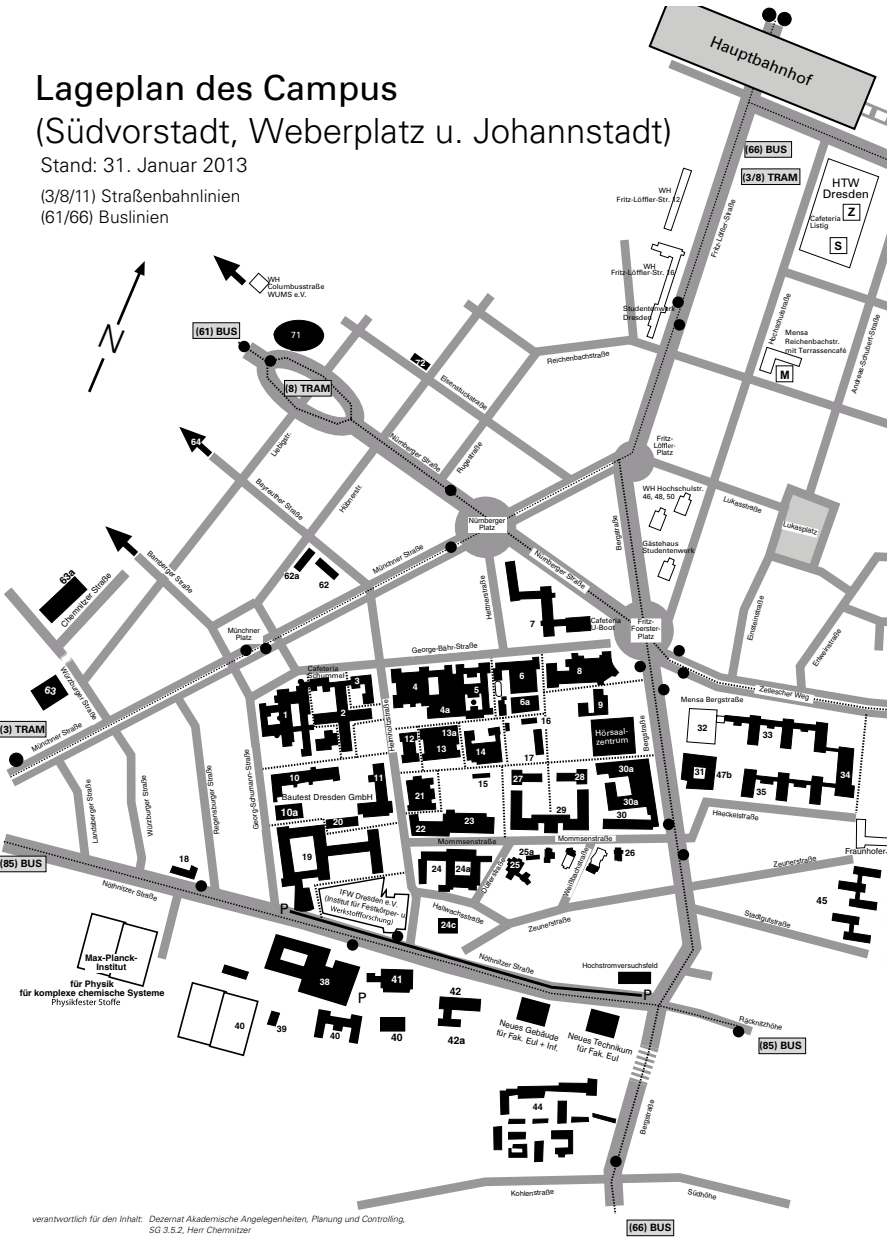 Hauptbahnhof
Lageplan des Campus
(Südvorstadt, Weberplatz u. Johannstadt)
Stand: 31. Januar 2013
(3/8/11) Straßenbahnlinien
(61/66) Buslinien
(66) BUS
(3/8) TRAM
HTW
Dresden
Cafeteria
Listig
Z
S
WH
Fritz-Löffler-Str. 12
Fritz-Löffler-Straße
WH
Fritz-Löffler-Str. 16
Studentenwerk
Dresden
Hochschulstraße
Mensa
Reichenbachstr.
mit Terrassencafé
M
Andreas-Schubert-Straße
N
WH
Columbusstraße
WUMS e.V.
(61) BUS
71
72
(8) TRAM
Reichenbachstraße
Eisenstuckstraße
Liebigstr.
Nürnberger Straße
Rugestraße
Fritz-
Löffler-
Platz
64
Bayreuther Straße
Hübnerstr.
WH Hochschulstr.
46, 48, 50
Lukasstraße
Lukasplatz
Nürnberger
Platz
Bergstraße
Gästehaus
Studentenwerk
Nürnberger Straße
Münchner Straße
Bamberger Straße
62a
62
63a
Chemnitzer Straße
Hettnerstraße
7
Cafeteria
U-Boot
Fritz-
Foerster-
Platz
Einsteinstraße
Erlweinstraße
Münchner
Platz
George-Bähr-Straße
Cafeteria
Schümmel
Zellescher Weg
63
Würzburger Straße
(3) TRAM
Münchner Straße
1
2
3
4
4a
5
6
6a
8
9
Mensa Bergstraße
32
33
34
Helmholtzstraße
12
13a
13
14
16
17
Hörsaal-
zentrum
Bergstraße
31
47b
35
Landsberger Straße
Würzburger Straße
Regensburger Straße
Georg-Schumann-Straße
10
11
Bautest Dresden GmbH
10a
20
15
21
27
28
30a
30a
29
30
22
23
Haeckelstraße
Mommsenstraße
Mommsenstraße
(85) BUS
18
19
24
24a
25a
25
26
Dülferstraße
Weißbachstraße
Zeunerstraße
Fraunhofer-
Nöthnitzer Straße
P
IFW Dresden e.V.
(Institut für Festkörper- u.
Werkstoffforschung)
Hallwachsstraße
24c
Zeunerstraße
Stadtgutstraße
45
Max-Planck-
Institut
für Physik
für komplexe chemische Systeme
Physikfester Stoffe
Nöthnitzer Straße
Hochstromversuchsfeld
P
38
P
41
42
40
39
40
40
42a
Neues Gebäude
für Fak. EuI + Inf.
Neues Technikum
für Fak. EuI
Räcknitzhöhe
(85) BUS
44
Bergstraße
Kohlenstraße
Südhöhe
(66) BUS
verantwortlich für den Inhalt: Dezernat Akademische Angelegenheiten, Planung und Controlling,
SG 3.5.2, Herr Chemnitzer